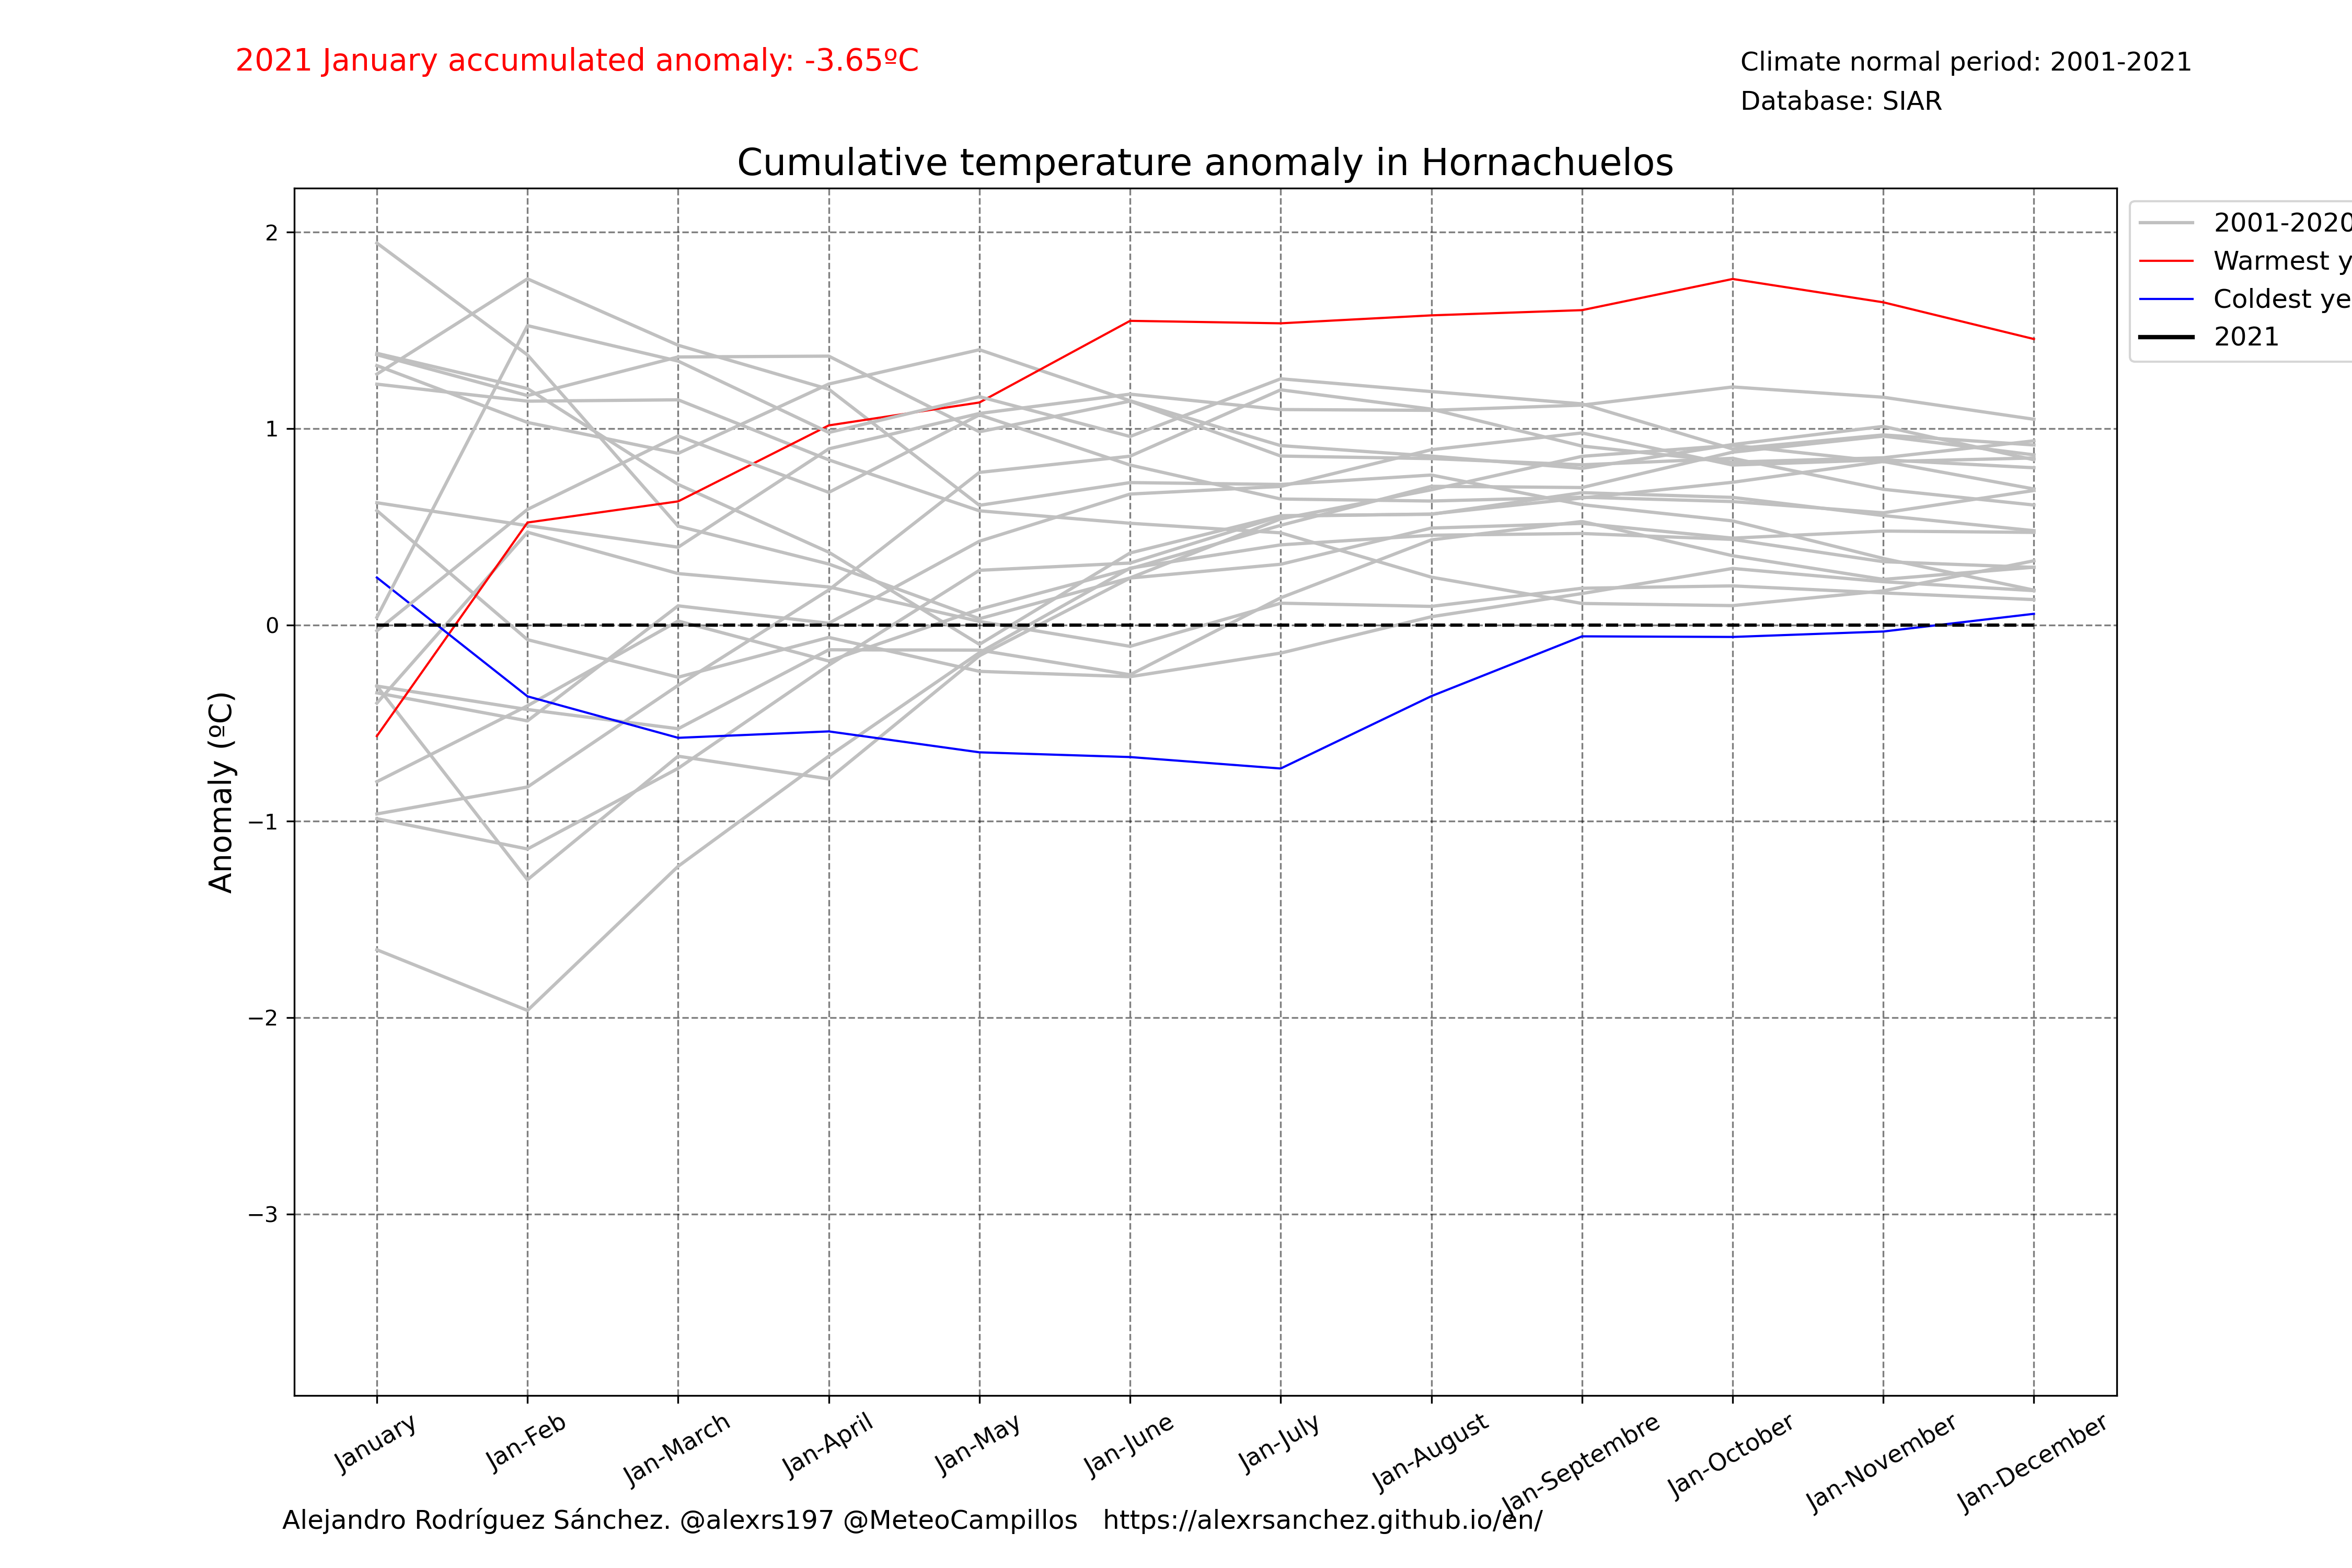 2021 January accumulated anomaly: -3.65ºC
Climate normal period: 2001-2021
Database: SIAR
Cumulative temperature anomaly in Hornachuelos
2001-2020
Warmest y
Coldest ye
2021
Anomaly (ºC)
2
1
0
−1
−2
−3
January
Jan-Feb
Jan-March
Jan-April
Jan-May
Jan-June
Jan-July
Jan-August
Jan-Septembre
Jan-October
Jan-November
Jan-December
Alejandro Rodríguez Sánchez. @alexrs197 @MeteoCampillos https://alexrsanchez.github.io/en/